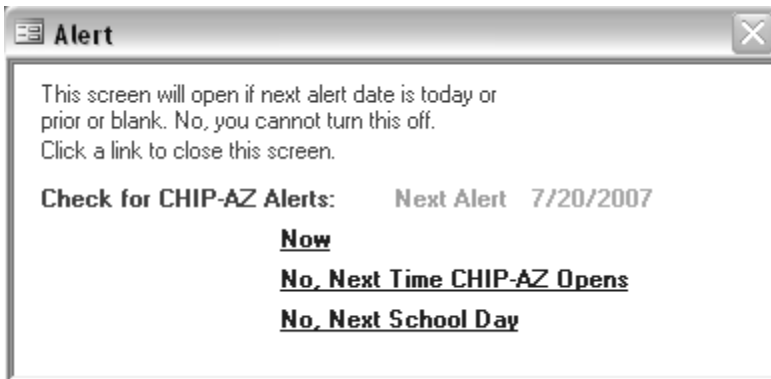 Alert
This screen will open if next alert date is today or
prior or blank. No, you cannot turn this off.
Click a link to close this screen.
Check for CHIP-AZ Alerts: Next Alert 7/20/2007
Now
No, Next Time CHIP-AZ Opens
No, Next School Day